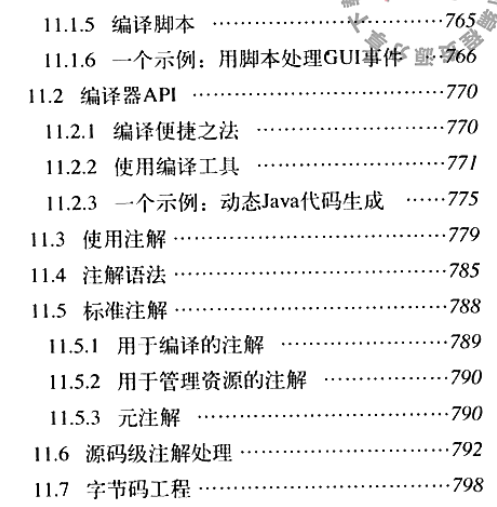 11.1.5 编译脚本 ……………………765
11.1.6 一个示例：用脚本处理GUI事件 …766
11.2 编译器API ……………………770
11.2.1 编译便捷之法 ………………770
11.2.2 使用编译工具 ………………771
11.2.3 一个示例：动态Java代码生成 ……775
11.3 使用注解……………………779
11.4 注解语法……………………785
11.5 标准注解……………………788
11.5.1 用于编译的注解 ……………789
11.5.2 用于管理资源的注解 …………790
11.5.3 元注解 ……………………790
11.6 源码级注解处理………………792
11.7 字节码工程……………………798